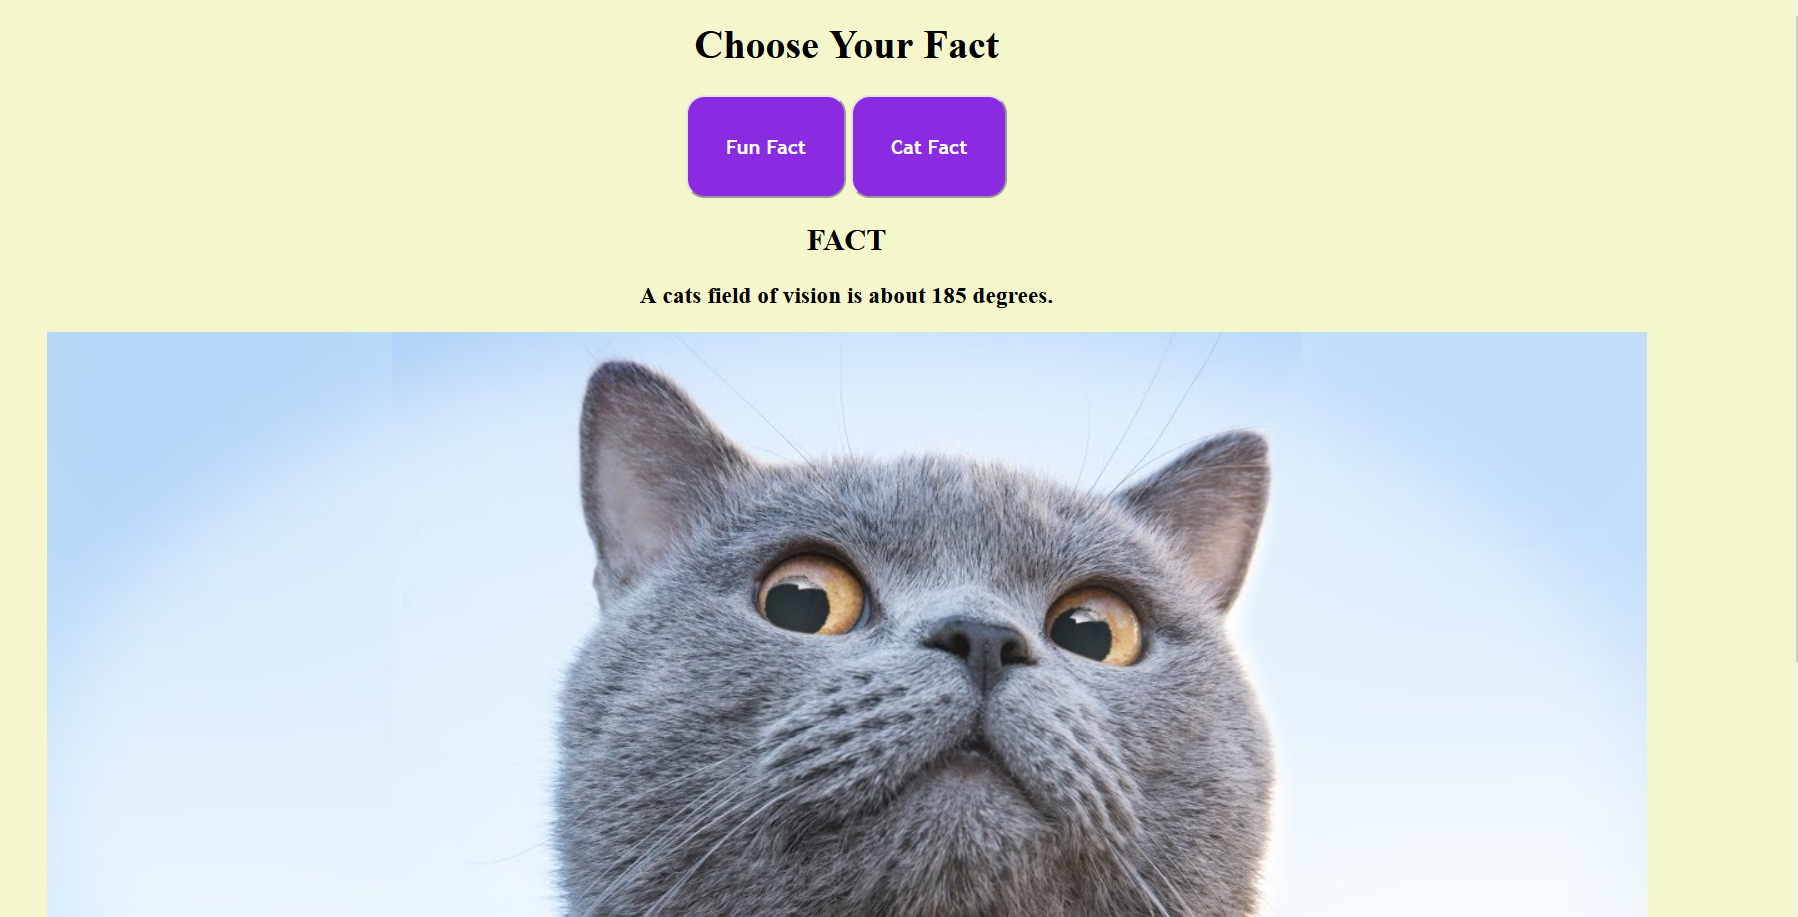 Choose Your Fact
Fun Fact
Cat Fact
FACT
A cats field of vision is about 185 degrees.